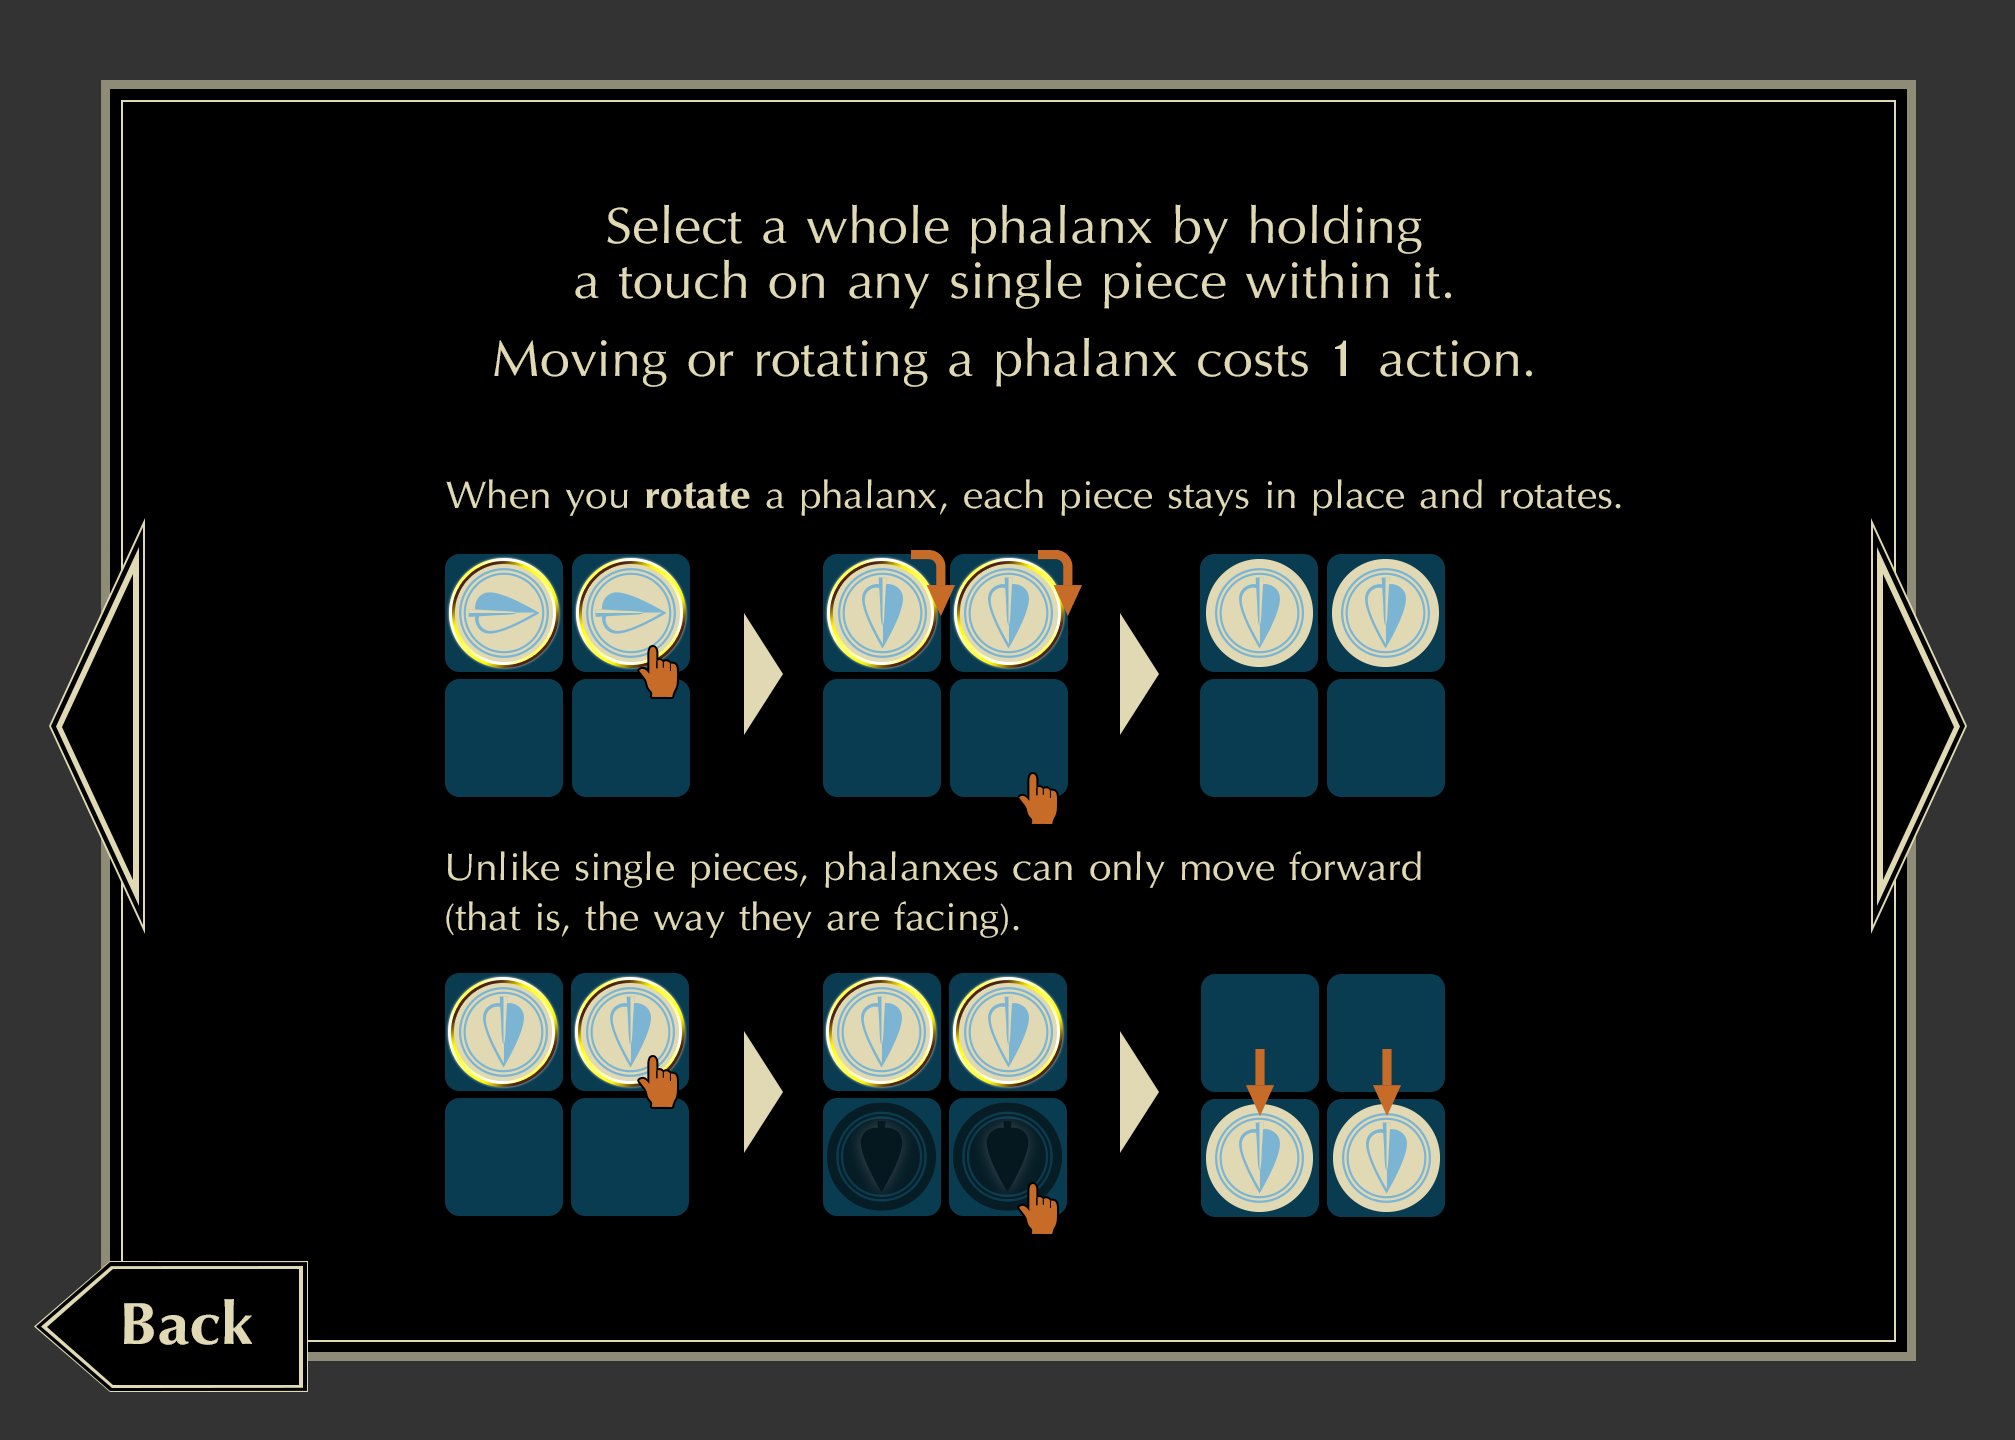 Select a whole phalanx by holding
a touch on any single piece within it.
Moving or rotating a phalanx costs 1 action.
When you rotate a phalanx, each piece stays in place and rotates.
Unlike single pieces, phalanxes can only move forward
(that is, the way they are facing).
Back